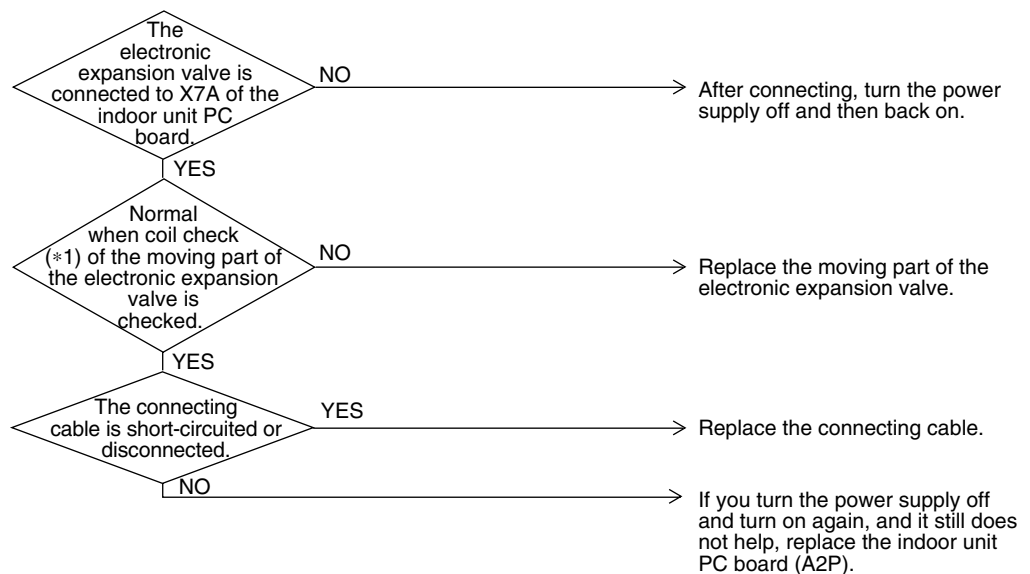 The
electronic
expansion valve is
connected to X7A of the
indoor unit PC
board.
NO
After connecting, turn the power
supply off and then back on.
YES
Normal
when coil check
(*1) of the moving part of
the electronic expansion
valve is
checked.
NO
Replace the moving part of the
electronic expansion valve.
YES
The connecting
cable is short-circuited or
disconnected.
YES
Replace the connecting cable.
NO
If you turn the power supply off
and turn on again, and it still does
not help, replace the indoor unit
PC board (A2P).